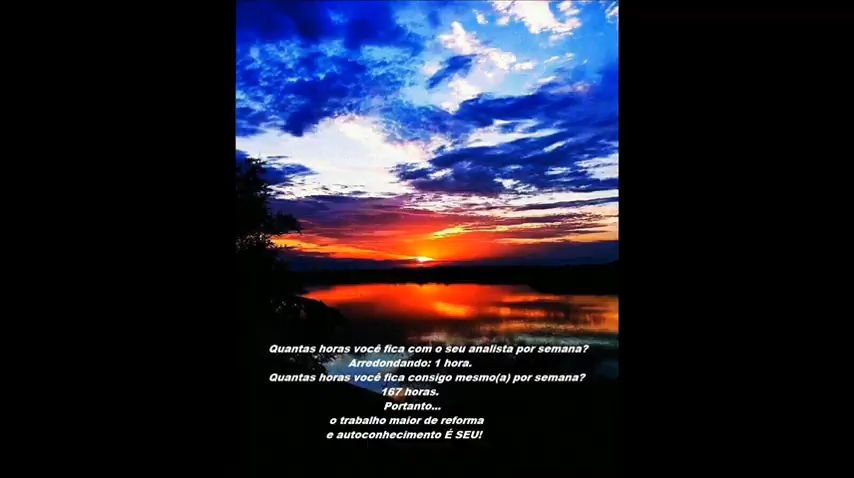 Quantas horas você fica com o seu analista por semana?
Arredondando: 1 hora.
Quantas horas você fica consigo mesmo(a) por semana?
167 horas.
Portanto...
o trabalho maior de reforma
e autoconhecimento É SEU!